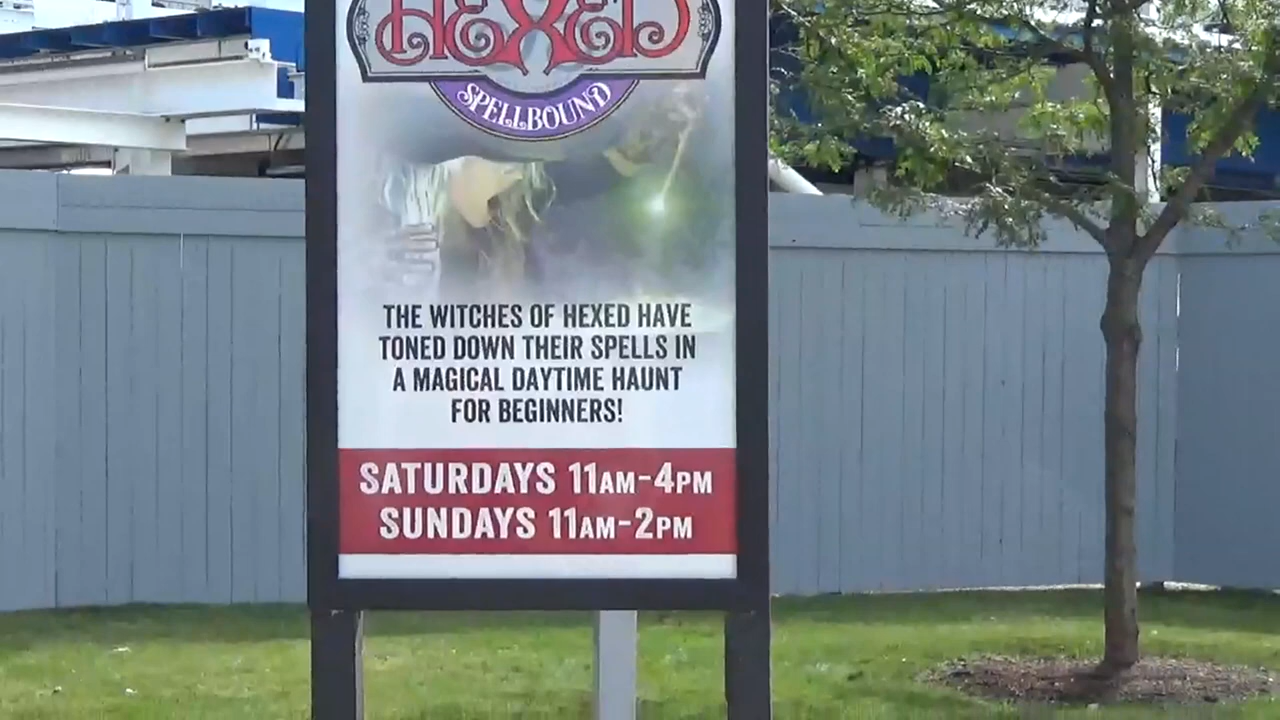 HEXED
SPELLBOUND
THE WITCHES OF HEXED HAVE
TONED DOWN THEIR SPELLS IN
A MAGICAL DAYTIME HAUNT
FOR BEGINNERS!
SATURDAYS 11AM-4PM
SUNDAYS 11AM-2PM